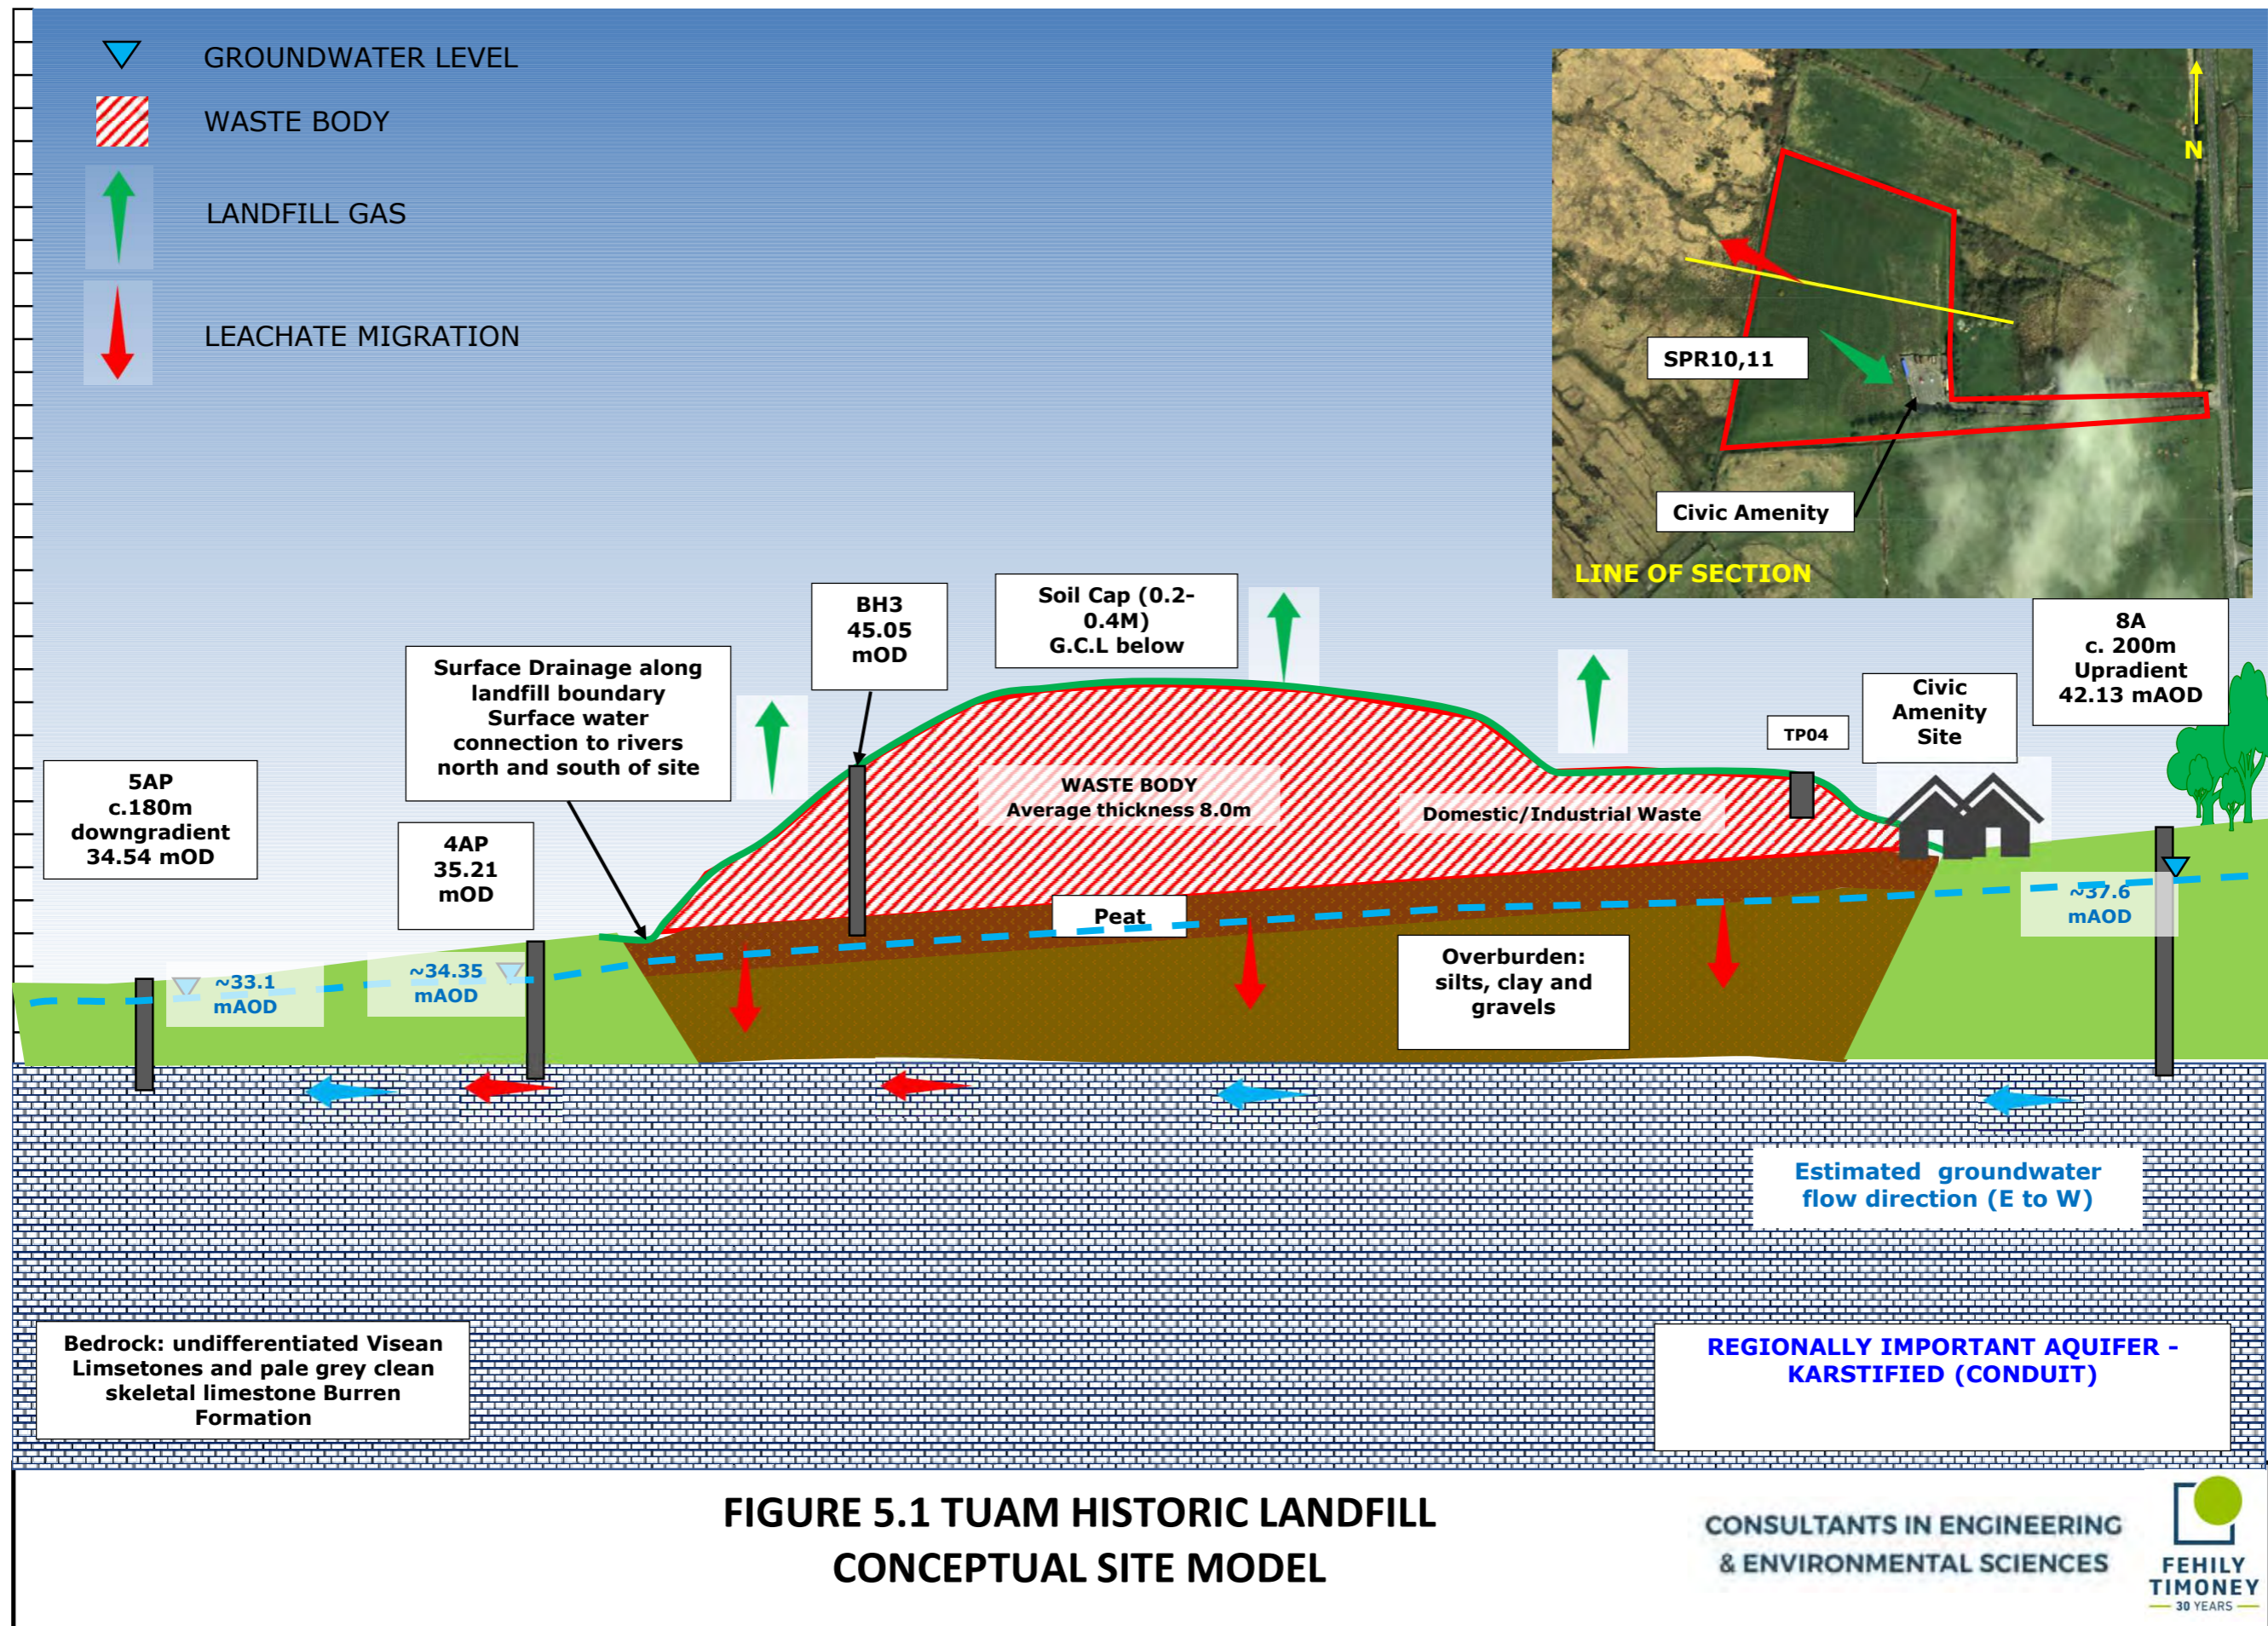 GROUNDWATER LEVEL
WASTE BODY
LANDFILL GAS
LEACHATE MIGRATION
N
SPR10,11
Civic Amenity
LINE OF SECTION
5AP
c.180m
downgradient
34.54 mOD
4AP
35.21
mOD
Surface Drainage along
landfill boundary
Surface water
connection to rivers
north and south of site
BH3
45.05
mOD
Soil Cap (0.2-
0.4M)
G.C.L below
TP04
Civic
Amenity
Site
8A
c. 200m
Upradient
42.13 mAOD
WASTE BODY
Average thickness 8.0m
Domestic/Industrial Waste
Peat
Overburden:
silts, clay and
gravels
~33.1
mAOD
~34.35
mAOD
~37.6
mAOD
Estimated groundwater
flow direction (E to W)
Bedrock: undifferentiated Visean
Limsetones and pale grey clean
skeletal limestone Burren
Formation
REGIONALLY IMPORTANT AQUIFER -
KARSTIFIED (CONDUIT)
FIGURE 5.1 TUAM HISTORIC LANDFILL
CONCEPTUAL SITE MODEL
CONSULTANTS IN ENGINEERING
& ENVIRONMENTAL SCIENCES
FEHILY
TIMONEY
30 YEARS